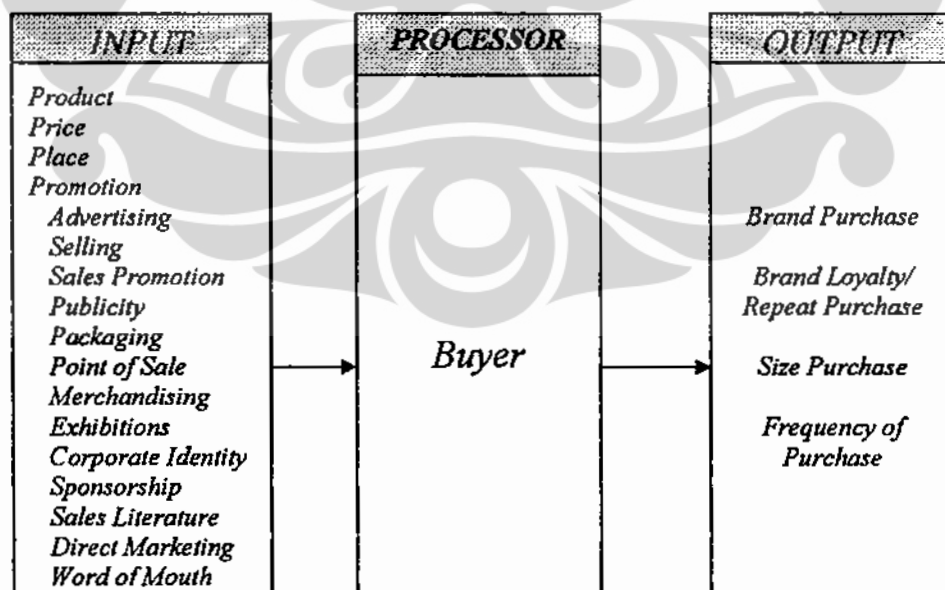 INPUT
Product
Price
Place
Promotion
Advertising
Selling
Sales Promotion
Publicity
Packaging
Point of Sale
Merchandising
Exhibitions
Corporate Identity
Sponsorship
Sales Literature
Direct Marketing
Word of Mouth
PROCESSOR
Buyer
OUTPUT
Brand Purchase
Brand Loyalty/
Repeat Purchase
Size Purchase
Frequency of
Purchase